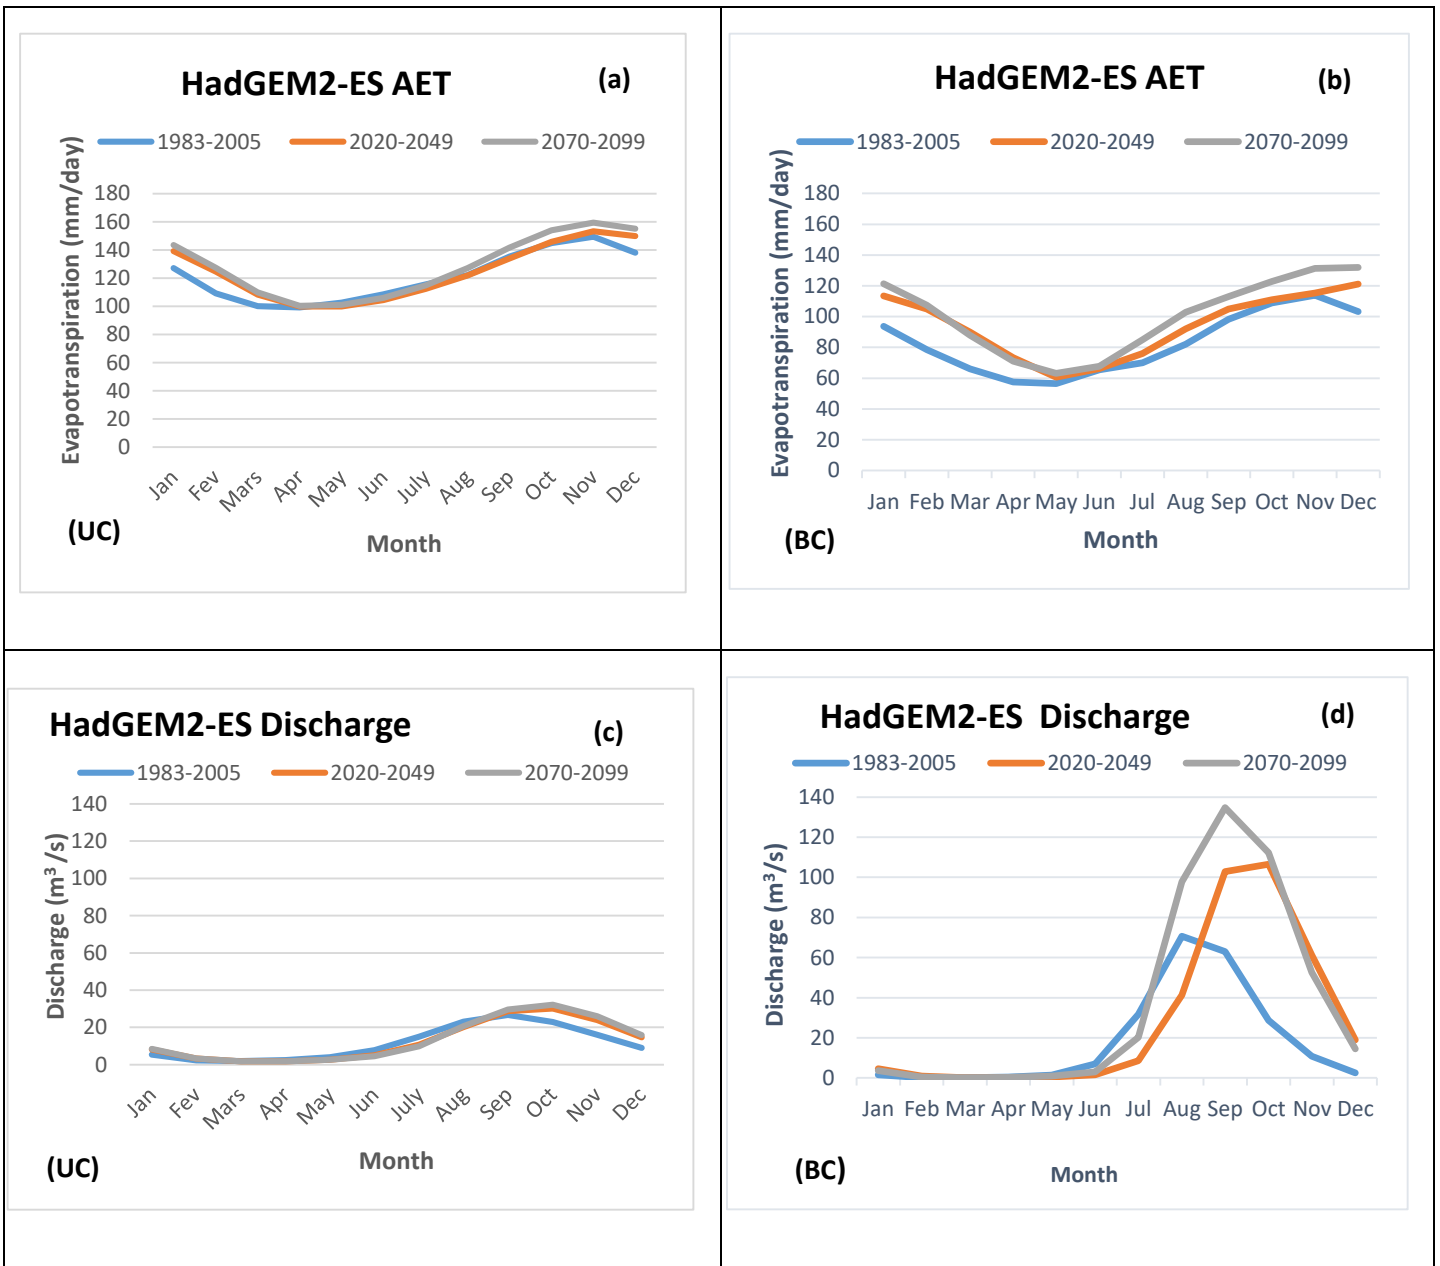 HadGEM2-ES AET (a)
1983-2005 2020-2049 2070-2099
Evapotranspiration (mm/day)
180
160
140
120
100
80
60
40
20
0
Jan Fev Mars Apr May Jun July Aug Sep Oct Nov Dec
(UC)
Month
HadGEM2-ES AET (b)
1983-2005 2020-2049 2070-2099
Evapotranspiration (mm/day)
180
160
140
120
100
80
60
40
20
0
Jan Feb Mar Apr May Jun Jul Aug Sep Oct Nov Dec
(BC)
Month
HadGEM2-ES Discharge (c)
1983-2005 2020-2049 2070-2099
Discharge (m³/s)
140
120
100
80
60
40
20
0
Jan Fev Mars Apr May Jun July Aug Sep Oct Nov Dec
(UC)
Month
HadGEM2-ES Discharge (d)
1983-2005 2020-2049 2070-2099
Discharge (m³/s)
140
120
100
80
60
40
20
0
Jan Feb Mar Apr May Jun Jul Aug Sep Oct Nov Dec
(BC)
Month